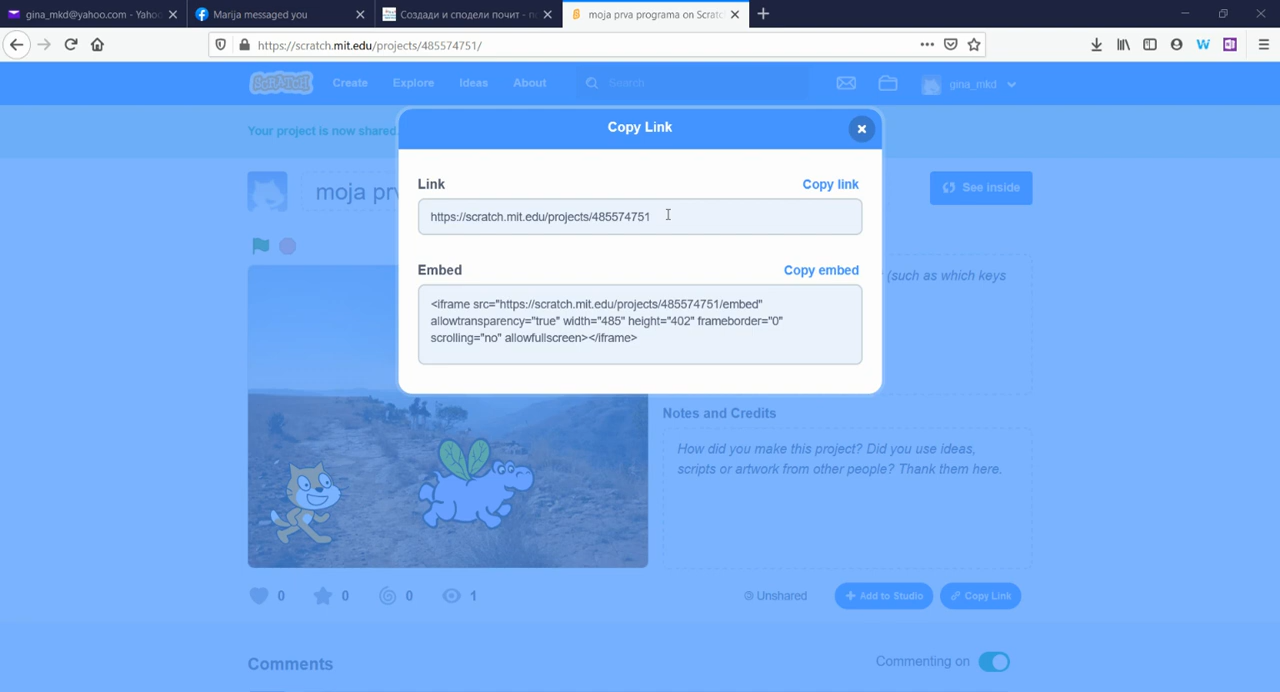 gina_mkd@yahoo.com - Yahoo
Marija messaged you
Создади и сподели почит - п
moja prva programa on Scratc
https://scratch.mit.edu/projects/485574751/
SCRATCH
Create
Explore
Ideas
About
Search
gina_mkd
Your project is now shared.
Copy Link
moja prv
See inside
Link
Copy link
https://scratch.mit.edu/projects/485574751
Embed
Copy embed
(such as which keys
<iframe src="https://scratch.mit.edu/projects/485574751/embed"
allowtransparency="true" width="485" height="402" frameborder="0"
scrolling="no" allowfullscreen></iframe>
Notes and Credits
How did you make this project? Did you use ideas,
scripts or artwork from other people? Thank them here.
0
0
0
1
Unshared
Add to Studio
Copy Link
Comments
Commenting on